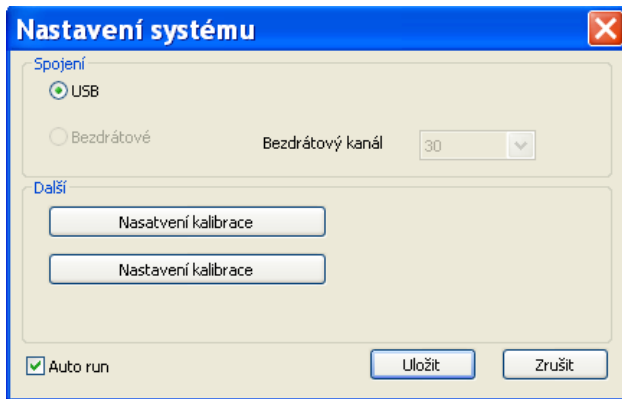 Nastavení systému
Spojení
USB
Bezdrátové Bezdrátový kanál 30
Další
Nasatvení kalibrace
Nastavení kalibrace
Auto run Uložit Zrušit